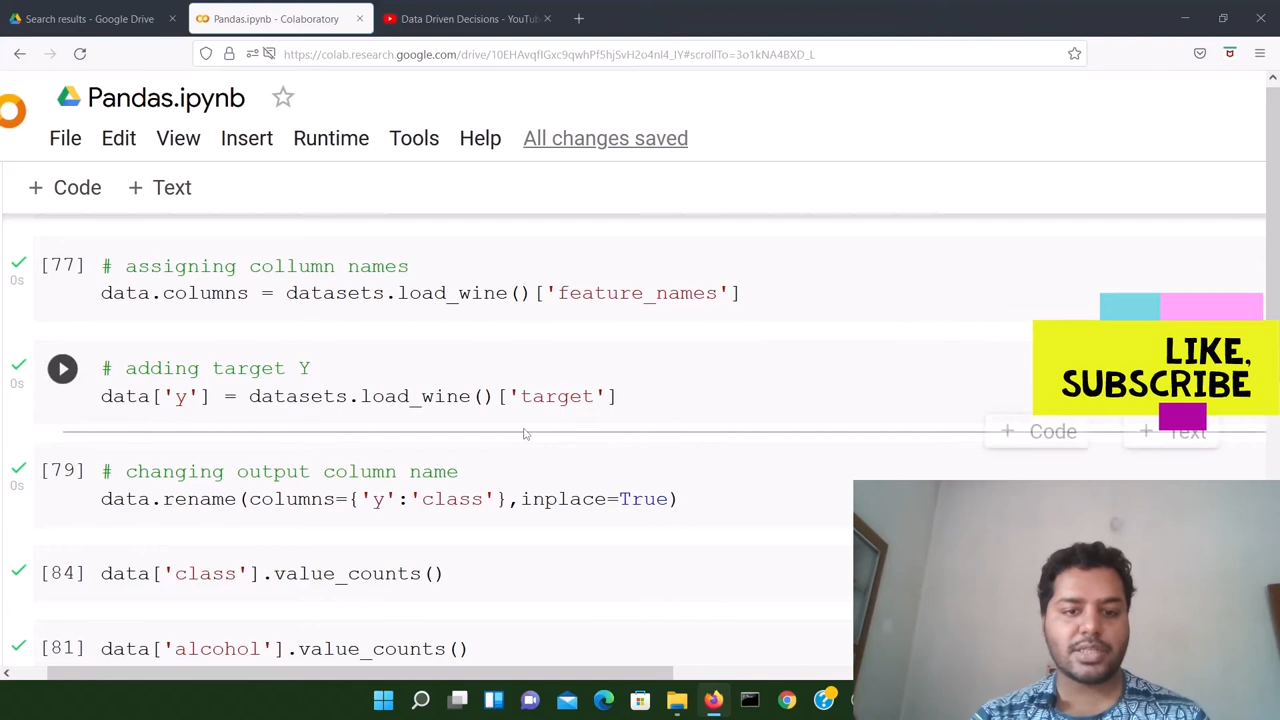 Search results - Google Drive
Pandas.ipynb - Colaboratory
Data Driven Decisions - YouTub
https://colab.research.google.com/drive/10EHAvqflGxc9qwhPf5hjSvH2o4nl4_lY#scrollTo=3o1kNA4BXD_L
Pandas.ipynb
File Edit View Insert Runtime Tools Help All changes saved
+ Code + Text
[77] # assigning collumn names
0s
data.columns = datasets.load_wine()['feature_names']
LIKE,
SUBSCRIBE
# adding target Y
0s
data['y'] = datasets.load_wine()['target']
+ Code + Text
[79] # changing output column name
0s
data.rename(columns={'y':'class'},inplace=True)
[84] data['class'].value_counts()
[81] data['alcohol'].value_counts()